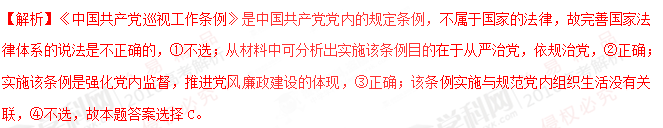 【解析】《中国共产党巡视工作条例》是中国共产党党内的规定条例，不属于国家的法律，故完善国家法
律体系的说法是不正确的，①不选；从材料中可分析出实施该条例目的在于从严治党，依规治党，②正确；
实施该条例是强化党内监督，推进党风廉政建设的体现，③正确；该条例实施与规范党内组织生活没有关
联，④不选，故本题答案选择 C。